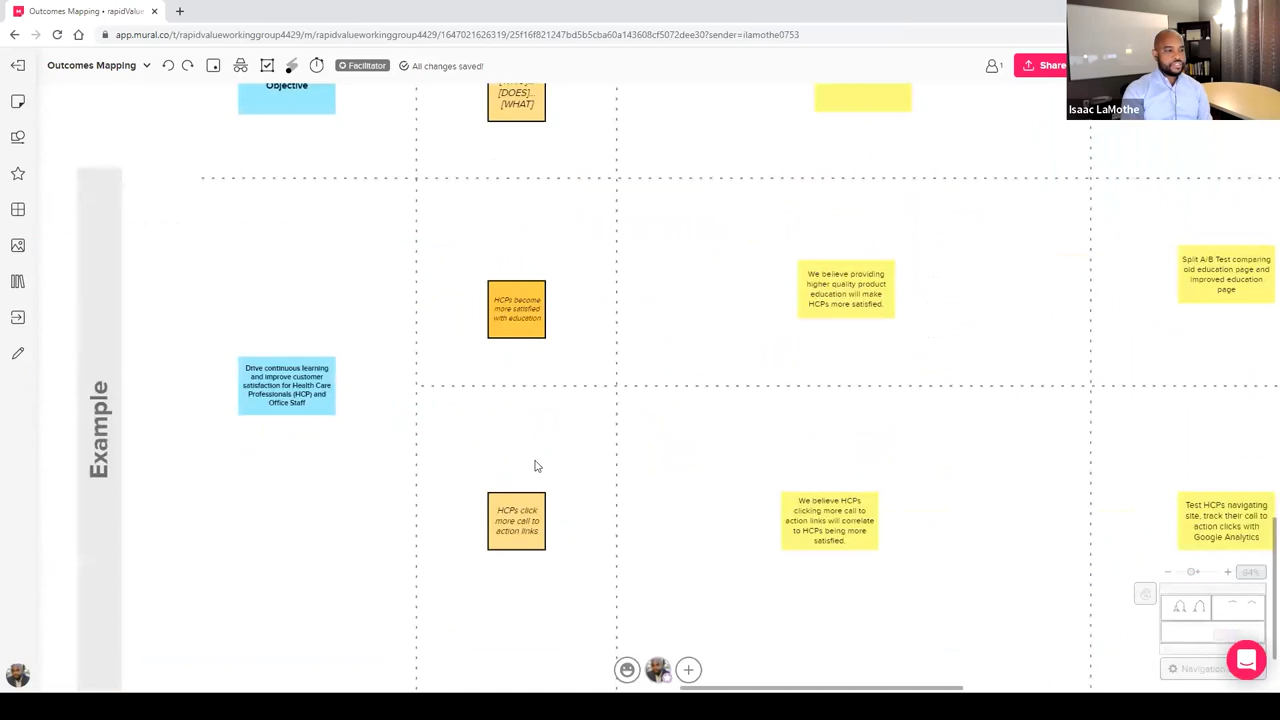 Outcomes Mapping • rapidValue
app.mural.co/t/rapidvalueworkinggroup4429/m/rapidvalueworkinggroup4429/1647021626319/25f16f821247bd5b5cba60a143608cf5072dee30?sender=ilamothe0753
Outcomes Mapping
Facilitator
All changes saved!
1
Share
Isaac LaMothe
Objective
[DOES]...
[WHAT]
Example
Drive continuous learning
and improve customer
satisfaction for Health Care
Professionals (HCP) and
Office Staff
HCPs become
more satisfied
with education
We believe providing
higher quality product
education will make
HCPs more satisfied.
Split A/B Test comparing
old education page and
improved education
page
HCPs click
more call to
action links
We believe HCPs
clicking more call to
action links will correlate
to HCPs being more
satisfied.
Test HCPs navigating
site, track their call to
action clicks with
Google Analytics
64%
Navigation